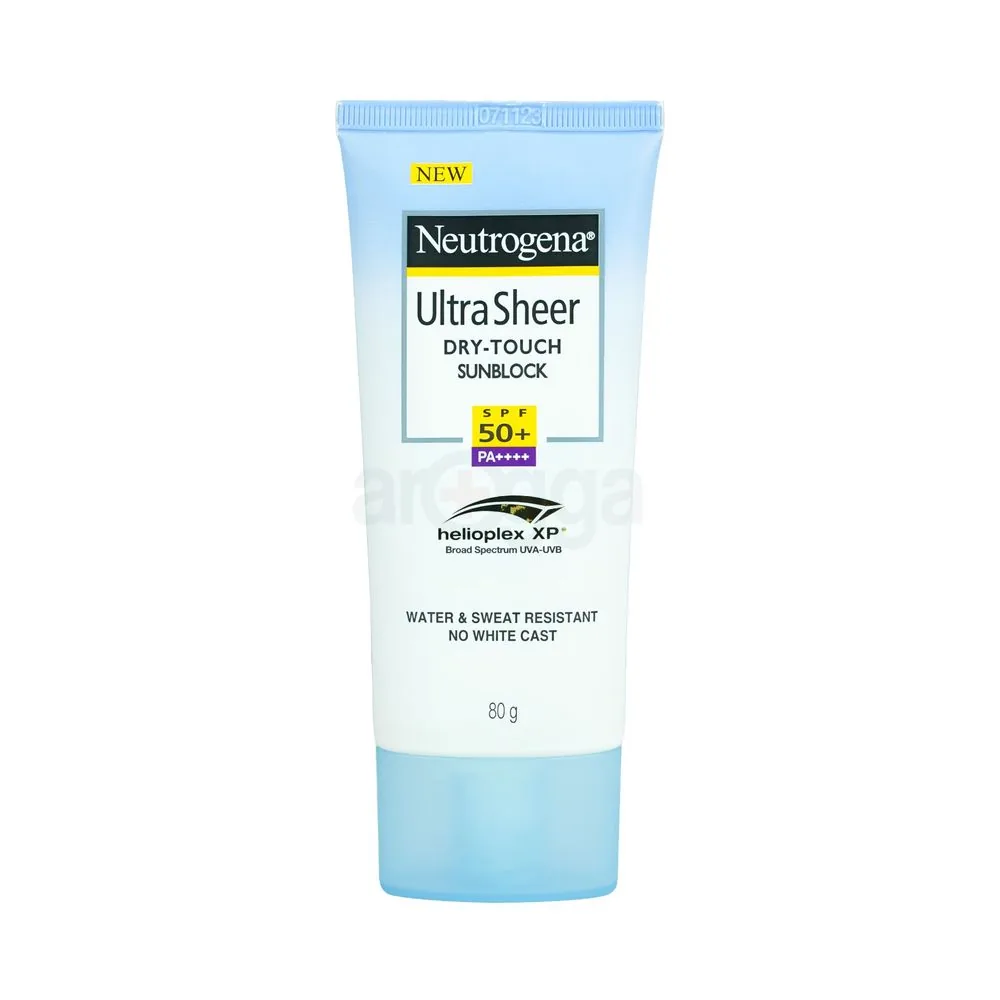 071123
NEW
Neutrogena®
Ultra Sheer
DRY-TOUCH
SUNBLOCK
SPF
50+
PA++++
arogga
helioplex XP®
Broad Spectrum UVA-UVB
WATER & SWEAT RESISTANT
NO WHITE CAST
80 g